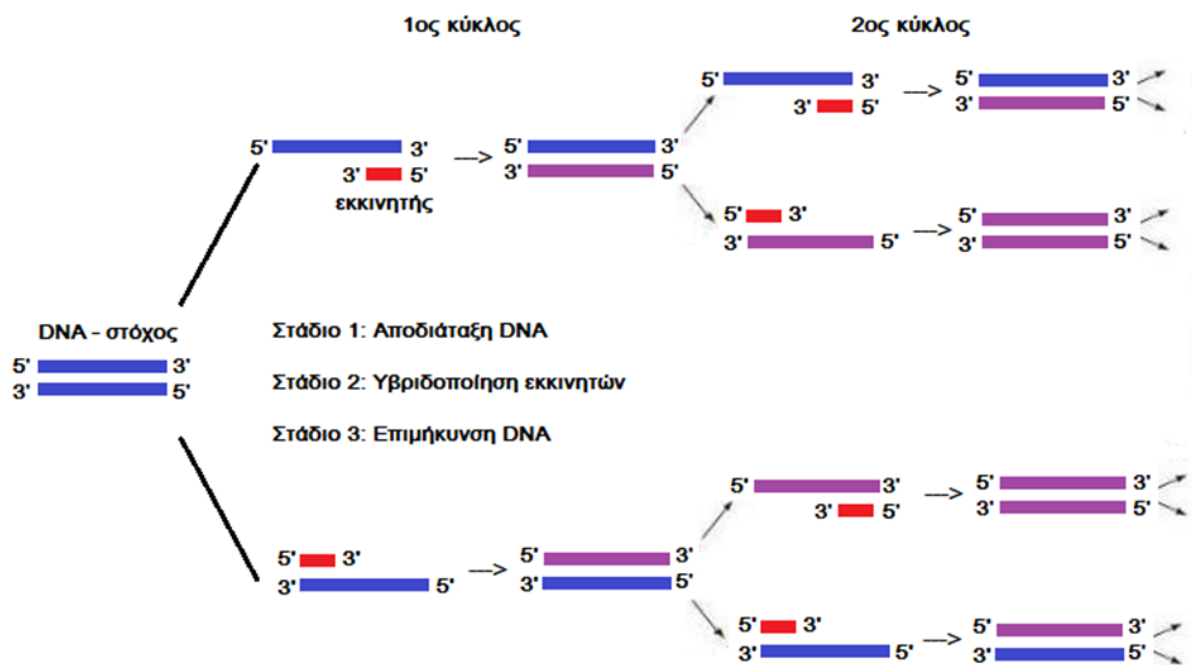 1ος κύκλος 2ος κύκλος
5' 3' 5' 3'
3' 5' ---> 3' 5'
5' 3' 5' 3'
3' 5' ---> 3' 5'
εκκινητής
5' 3' 5' 3'
3' 5' ---> 3' 5'
DNA - στόχος
5' 3'
3' 5'
Στάδιο 1: Αποδιάταξη DNA
Στάδιο 2: Υβριδοποίηση εκκινητών
Στάδιο 3: Επιμήκυνση DNA
5' 3' 5' 3'
3' 5' ---> 3' 5'
5' 3' 5' 3'
3' 5' ---> 3' 5'
5' 3' 5' 3'
3' 5' ---> 3' 5'